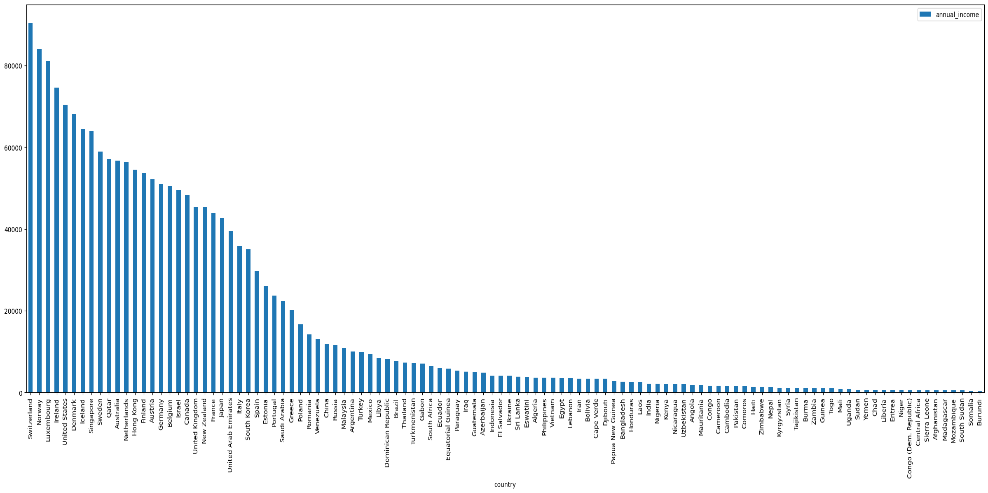 annual_income
80000
60000
40000
20000
0
Switzerland
Norway
Luxembourg
Ireland
United States
Denmark
Iceland
Singapore
Sweden
Qatar
Australia
Netherlands
Hong Kong
Finland
Austria
Germany
Belgium
Israel
Canada
United Kingdom
New Zealand
France
Japan
United Arab Emirates
Italy
South Korea
Spain
Estonia
Portugal
Saudi Arabia
Greece
Poland
Romania
Venezuela
China
Russia
Malaysia
Argentina
Turkey
Mexico
Libya
Dominican Republic
Brazil
Thailand
Turkmenistan
Gabon
South Africa
Ecuador
Equatorial Guinea
Paraguay
Iraq
Guatemala
Azerbaijan
Indonesia
El Salvador
Ukraine
Sri Lanka
Eswatini
Algeria
Philippines
Vietnam
Egypt
Lebanon
Iran
Bolivia
Cape Verde
Djibouti
Papua New Guinea
Bangladesh
Honduras
Laos
India
Nigeria
Kenya
Nicaragua
Uzbekistan
Ghana
Mauritania
Congo
Cameroon
Cambodia
Pakistan
Comoros
Haiti
Zimbabwe
Nepal
Kyrgyzstan
Syria
Tajikistan
Burma
Zambia
Guinea
Togo
Mali
Uganda
Sudan
Yemen
Chad
Liberia
Eritrea
Niger
Congo (Dem. Republic)
Central Africa
Sierra Leone
Afghanistan
Madagascar
Mozambique
South Sudan
Somalia
Burundi
country